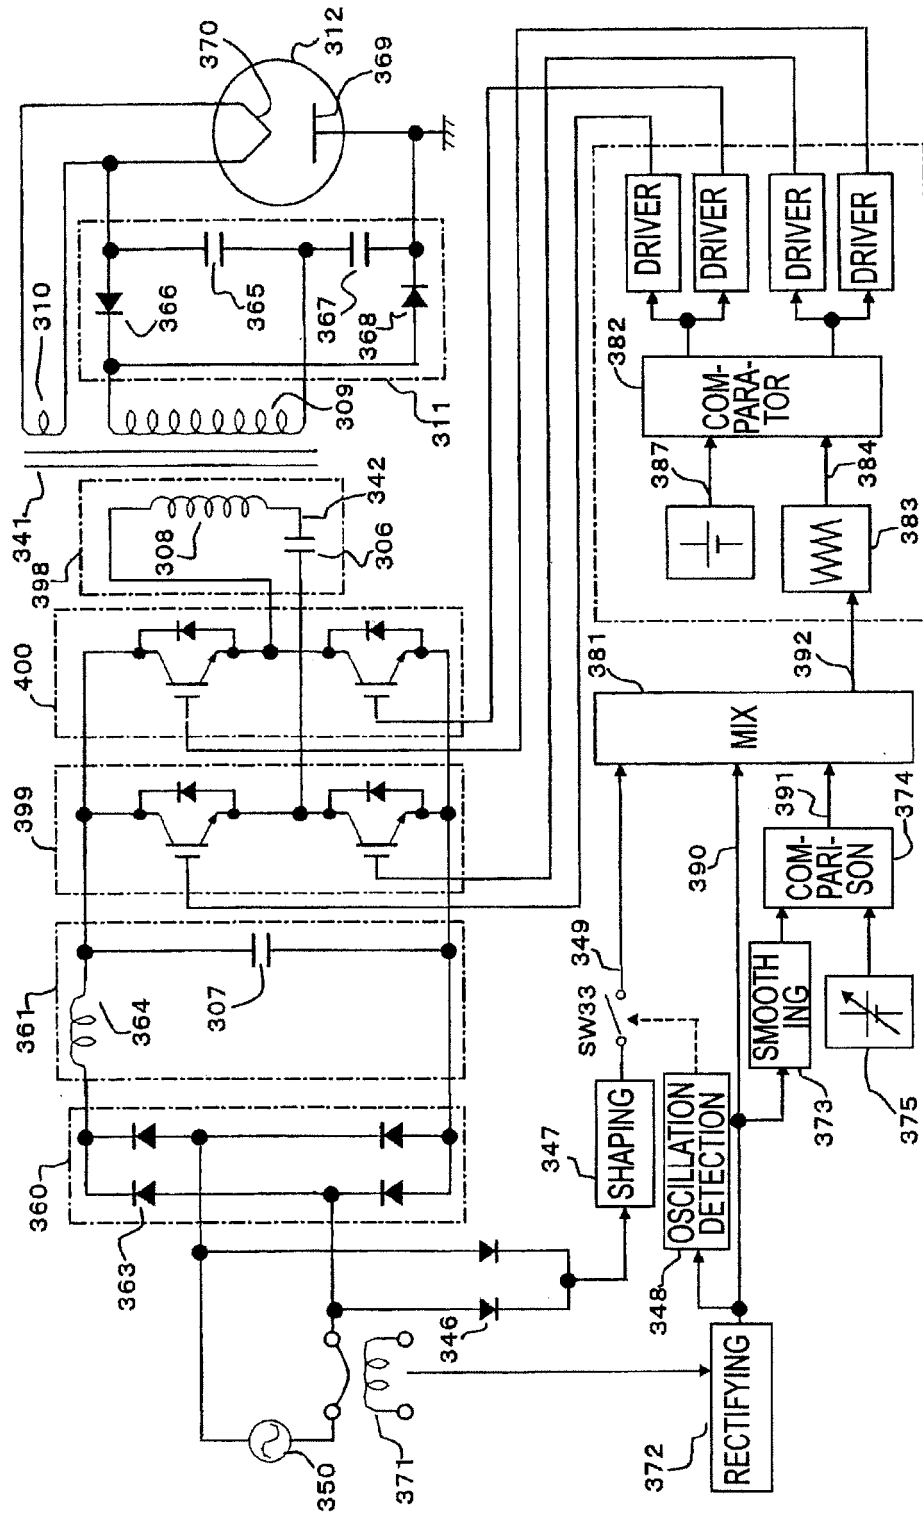 341
310
370
312
369
398
366
365
367
368
309
311
342
308
306
400
399
361
364
307
360
363
346
350
371
347
SHAPING
SW33
349
348
OSCILLATION
DETECTION
372
RECTIFYING
390
SMOOTH
ING
373
375
COM-
PARI-
SON
374
391
MIX
381
392
387
383
384
COM-
PARA-
TOR
382
DRIVER
DRIVER
DRIVER
DRIVER